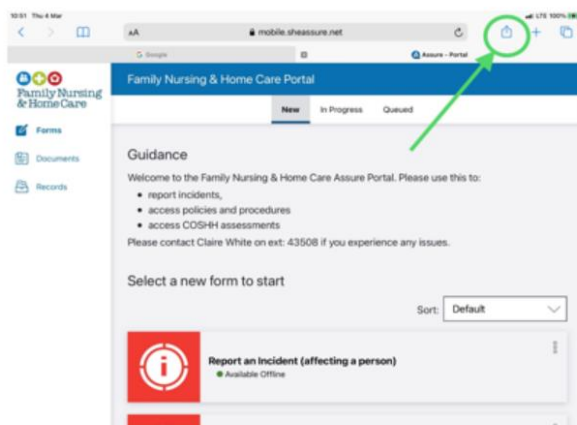 10:51 Thu 4 Mar
LTE 100%
AA
mobile.sheassure.net
Google
Assure - Portal
Family Nursing
& Home Care
Family Nursing & Home Care Portal
New In Progress Queued
Forms
Documents
Records
Guidance
Welcome to the Family Nursing & Home Care Assure Portal. Please use this to:
• report incidents,
• access policies and procedures
• access COSHH assessments
Please contact Claire White on ext: 43508 if you experience any issues.
Select a new form to start
Sort: Default
Report an Incident (affecting a person)
Available Offline